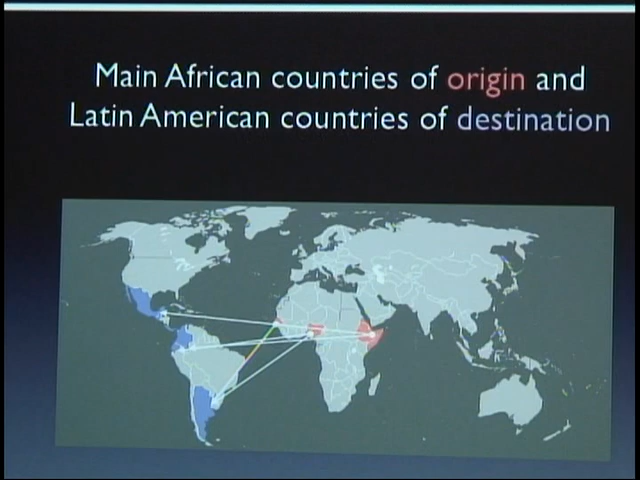 Main African countries of origin and
Latin American countries of destination